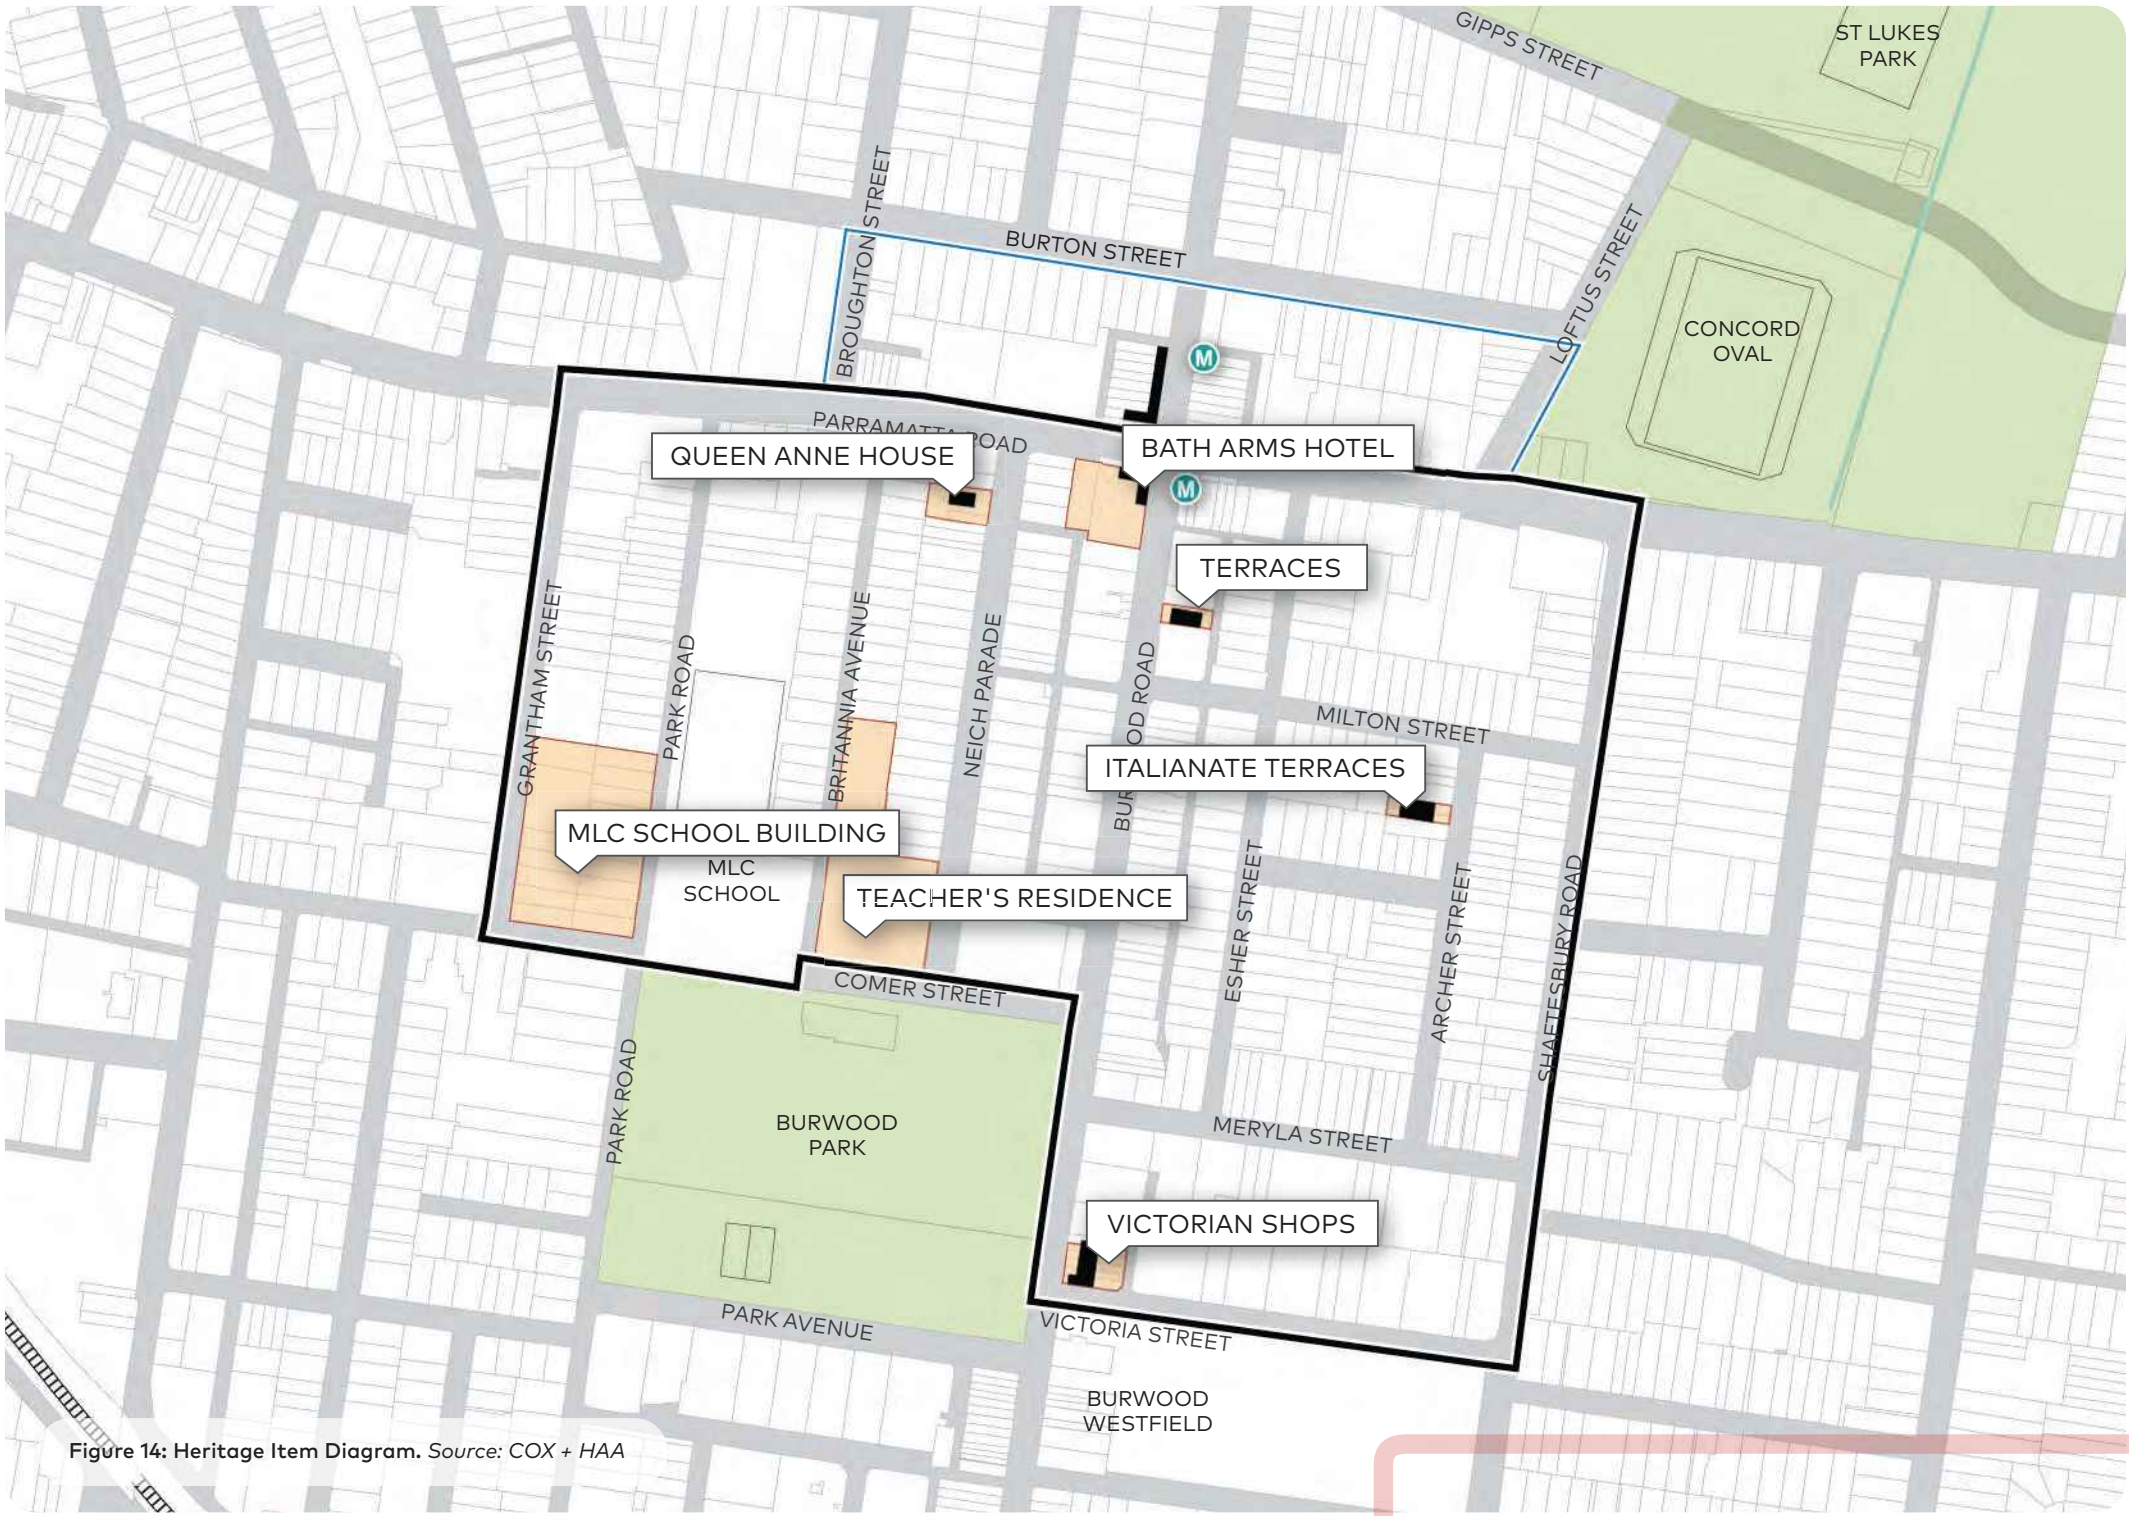 GIPPS STREET
ST LUKES
PARK
BROUGHTON STREET
BURTON STREET
LOFTUS STREET
CONCORD
OVAL
M
PARRAMATTA ROAD
QUEEN ANNE HOUSE
BATH ARMS HOTEL
M
TERRACES
GRANTHAM STREET
PARK ROAD
BRITANNIA AVENUE
NEICH PARADE
BURWOOD ROAD
MILTON STREET
ITALIANATE TERRACES
MLC SCHOOL BUILDING
MLC
SCHOOL
TEACHER'S RESIDENCE
ESHER STREET
ARCHER STREET
SHAFTESBURY ROAD
COMER STREET
PARK ROAD
BURWOOD
PARK
MERYLA STREET
VICTORIAN SHOPS
PARK AVENUE
VICTORIA STREET
BURWOOD
WESTFIELD
Figure 14: Heritage Item Diagram. Source: COX + HAA